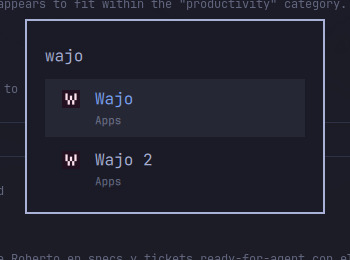 appears to fit within the "productivity" category.
wajo
to
Wajo
Apps
Wajo 2
Apps
d
e Roberto en specs y tickets ready-for-agent con el